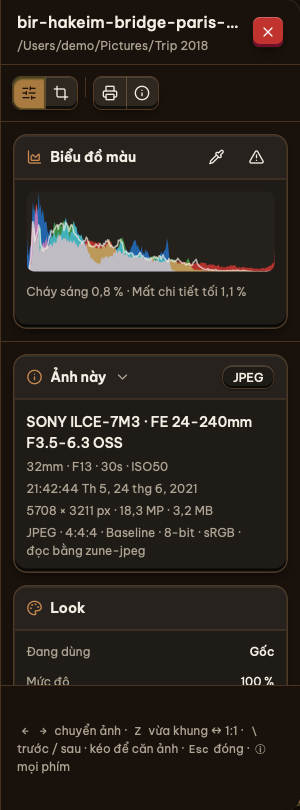 bir-hakeim-bridge-paris-...
/Users/demo/Pictures/Trip 2018
Biểu đồ màu
Cháy sáng 0,8 % · Mất chi tiết tối 1,1 %
Ảnh này
JPEG
SONY ILCE-7M3 · FE 24-240mm
F3.5-6.3 OSS
32mm · F13 · 30s · ISO50
21:42:44 Th 5, 24 thg 6, 2021
5708 × 3211 px · 18,3 MP · 3,2 MB
JPEG · 4:4:4 · Baseline · 8-bit · sRGB ·
đọc bằng zune-jpeg
Look
Đang dùng Gốc
Mức độ 100 %
← → chuyển ảnh · Z vừa khung ↔ 1:1 · \
trước / sau · kéo để căn ảnh · Esc đóng · ⓘ
mọi phím